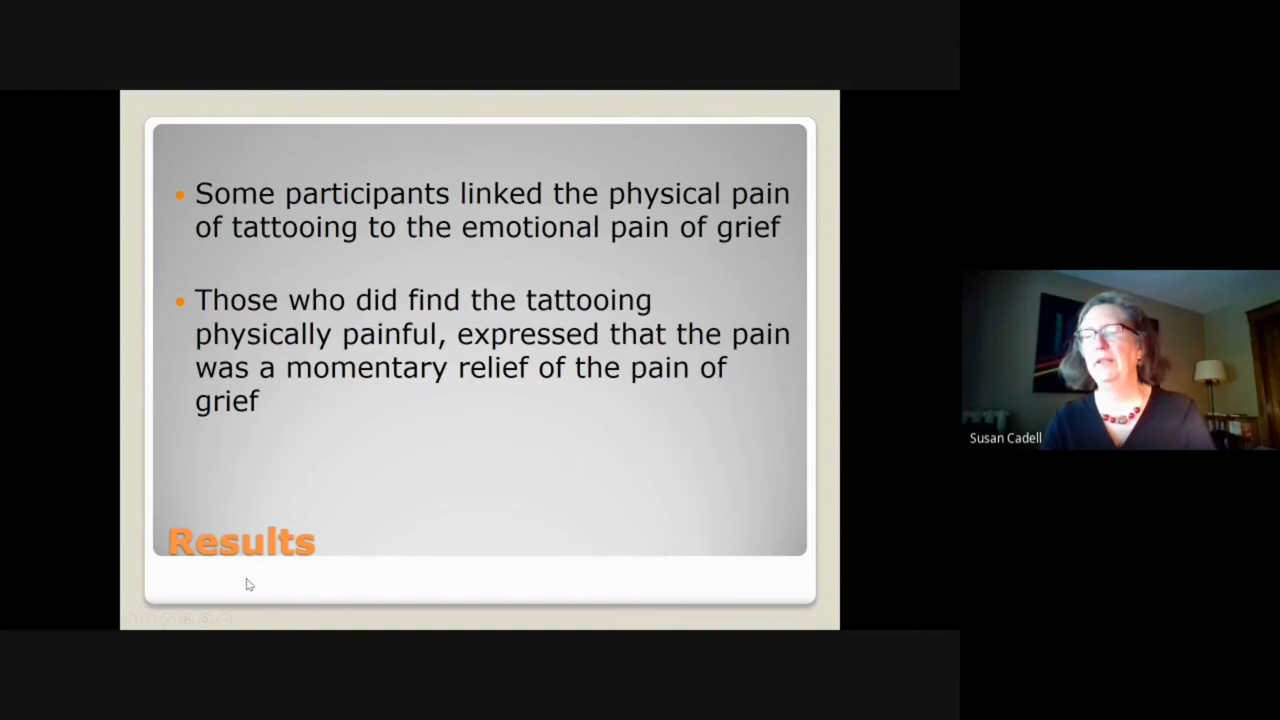 Some participants linked the physical pain
of tattooing to the emotional pain of grief
Those who did find the tattooing
physically painful, expressed that the pain
was a momentary relief of the pain of
grief
Results
Susan Cadell